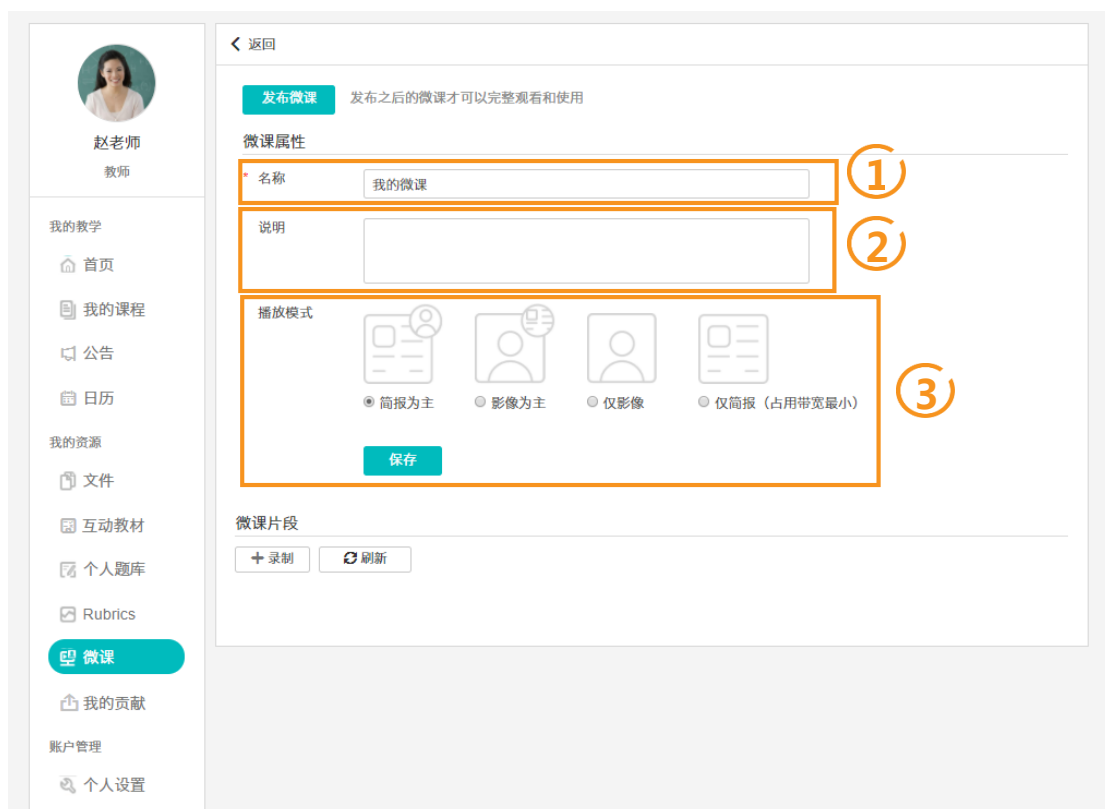 赵老师
教师
我的教学
首页
我的课程
公告
日历
我的资源
文件
互动教材
个人题库
Rubrics
微课
我的贡献
账户管理
个人设置
返回
发布微课 发布之后的微课才可以完整观看和使用
微课属性
* 名称 我的微课
1
说明
2
播放模式
简报为主 影像为主 仅影像 仅简报（占用带宽最小）
3
保存
微课片段
录制 刷新